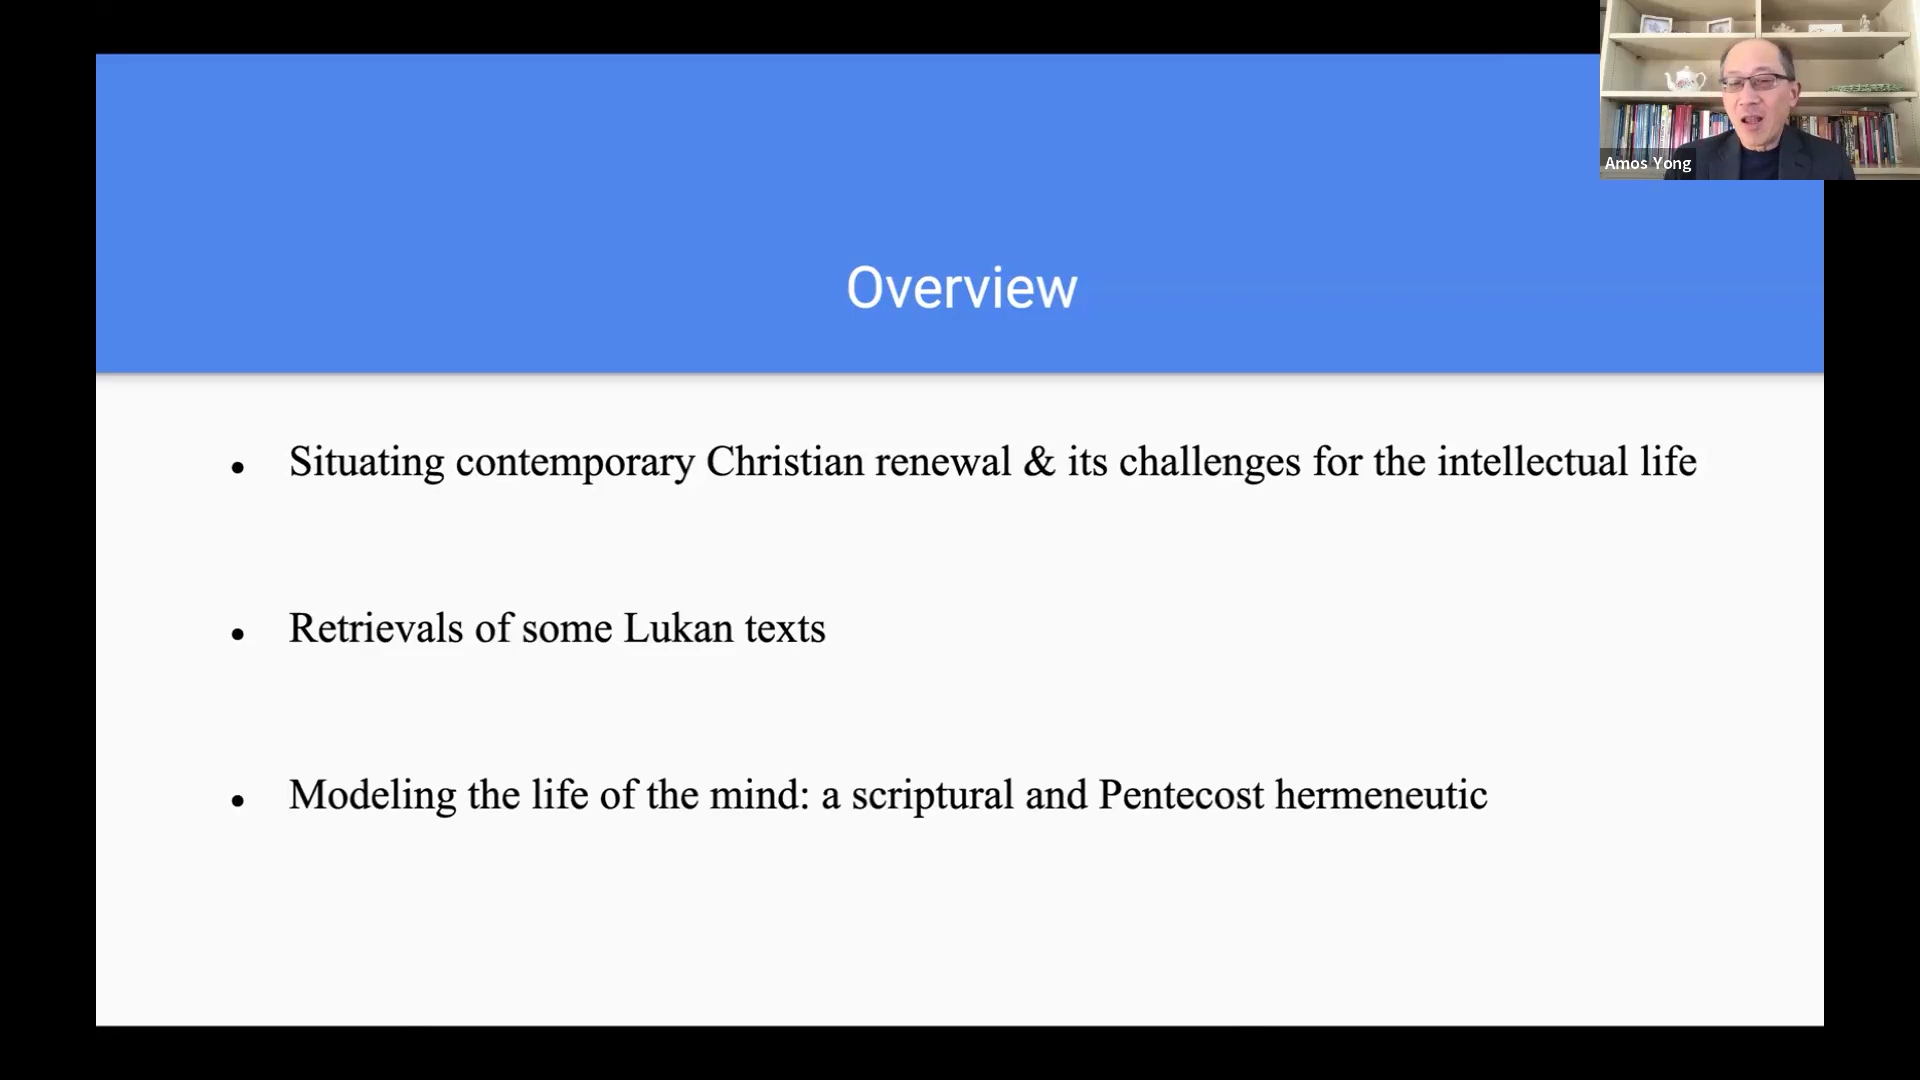 Amos Yong
Overview
• Situating contemporary Christian renewal & its challenges for the intellectual life
• Retrievals of some Lukan texts
• Modeling the life of the mind: a scriptural and Pentecost hermeneutic